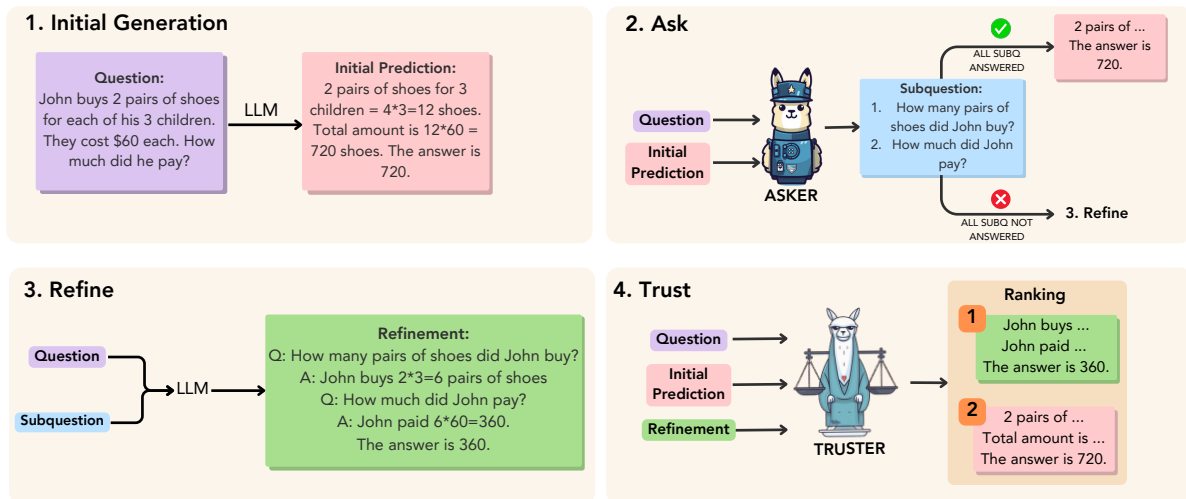 1. Initial Generation
Question:
John buys 2 pairs of shoes
for each of his 3 children.
They cost $60 each. How
much did he pay?
LLM
Initial Prediction:
2 pairs of shoes for 3
children = 4*3=12 shoes.
Total amount is 12*60 =
720 shoes. The answer is
720.
2. Ask
Question
Initial
Prediction
ASKER
Subquestion:
1. How many pairs of
shoes did John buy?
2. How much did John
pay?
ALL SUBQ
ANSWERED
2 pairs of ...
The answer is
720.
ALL SUBQ NOT
ANSWERED
3. Refine
3. Refine
Question
Subquestion
LLM
Refinement:
Q: How many pairs of shoes did John buy?
A: John buys 2*3=6 pairs of shoes
Q: How much did John pay?
A: John paid 6*60=360.
The answer is 360.
4. Trust
Question
Initial
Prediction
Refinement
TRUSTER
Ranking
1
John buys ...
John paid ...
The answer is 360.
2
2 pairs of ...
Total amount is ...
The answer is 720.